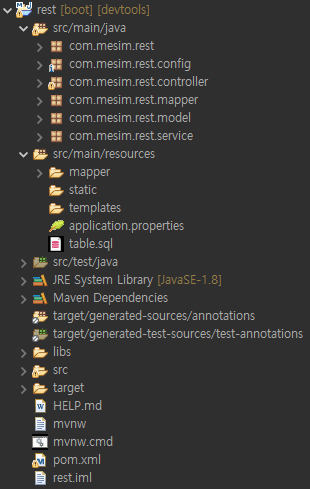 rest [boot] [devtools]
src/main/java
com.mesim.rest
com.mesim.rest.config
com.mesim.rest.controller
com.mesim.rest.mapper
com.mesim.rest.model
com.mesim.rest.service
src/main/resources
mapper
static
templates
application.properties
table.sql
src/test/java
JRE System Library [JavaSE-1.8]
Maven Dependencies
target/generated-sources/annotations
target/generated-test-sources/test-annotations
libs
src
target
HELP.md
mvnw
mvnw.cmd
pom.xml
rest.iml